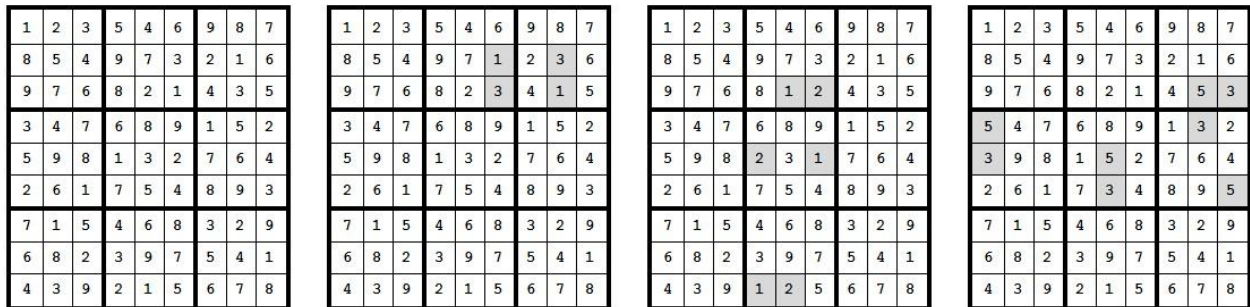 1 2 3 5 4 6 9 8 7 1 2 3 5 4 6 9 8 7 1 2 3 5 4 6 9 8 7 1 2 3 5 4 6 9 8 7
8 5 4 9 7 3 2 1 6 8 5 4 9 7 1 2 3 6 8 5 4 9 7 3 2 1 6 8 5 4 9 7 3 2 1 6
9 7 6 8 2 1 4 3 5 9 7 6 8 2 3 4 1 5 9 7 6 8 1 2 4 3 5 9 7 6 8 2 1 4 5 3
3 4 7 6 8 9 1 5 2 3 4 7 6 8 9 1 5 2 3 4 7 6 8 9 1 5 2 5 4 7 6 8 9 1 3 2
5 9 8 1 3 2 7 6 4 5 9 8 1 3 2 7 6 4 5 9 8 2 3 1 7 6 4 3 9 8 1 5 2 7 6 4
2 6 1 7 5 4 8 9 3 2 6 1 7 5 4 8 9 3 2 6 1 7 5 4 8 9 3 2 6 1 7 3 4 8 9 5
7 1 5 4 6 8 3 2 9 7 1 5 4 6 8 3 2 9 7 1 5 4 6 8 3 2 9 7 1 5 4 6 8 3 2 9
6 8 2 3 9 7 5 4 1 6 8 2 3 9 7 5 4 1 6 8 2 3 9 7 5 4 1 6 8 2 3 9 7 5 4 1
4 3 9 2 1 5 6 7 8 4 3 9 2 1 5 6 7 8 4 3 9 1 2 5 6 7 8 4 3 9 2 1 5 6 7 8